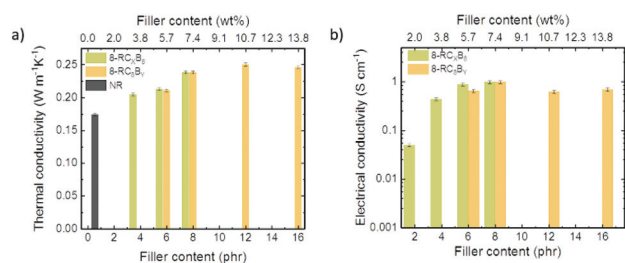 a)
Filler content (wt%)
0.0 2.0 3.8 5.7 7.4 9.1 10.7 12.3 13.8
Thermal conductivity (W m⁻¹K⁻¹)
0.25
0.20
0.15
0.10
0.05
0.00
8-RCₓB₈
8-RC₈Bᵧ
NR
0 2 4 6 8 10 12 14 16
Filler content (phr)
b)
Filler content (wt%)
2.0 3.8 5.7 7.4 9.1 10.7 12.3 13.8
Electrical conductivity (S cm⁻¹)
1
0.1
0.01
0.001
8-RCₓB₈
8-RC₈Bᵧ
2 4 6 8 10 12 14 16
Filler content (phr)